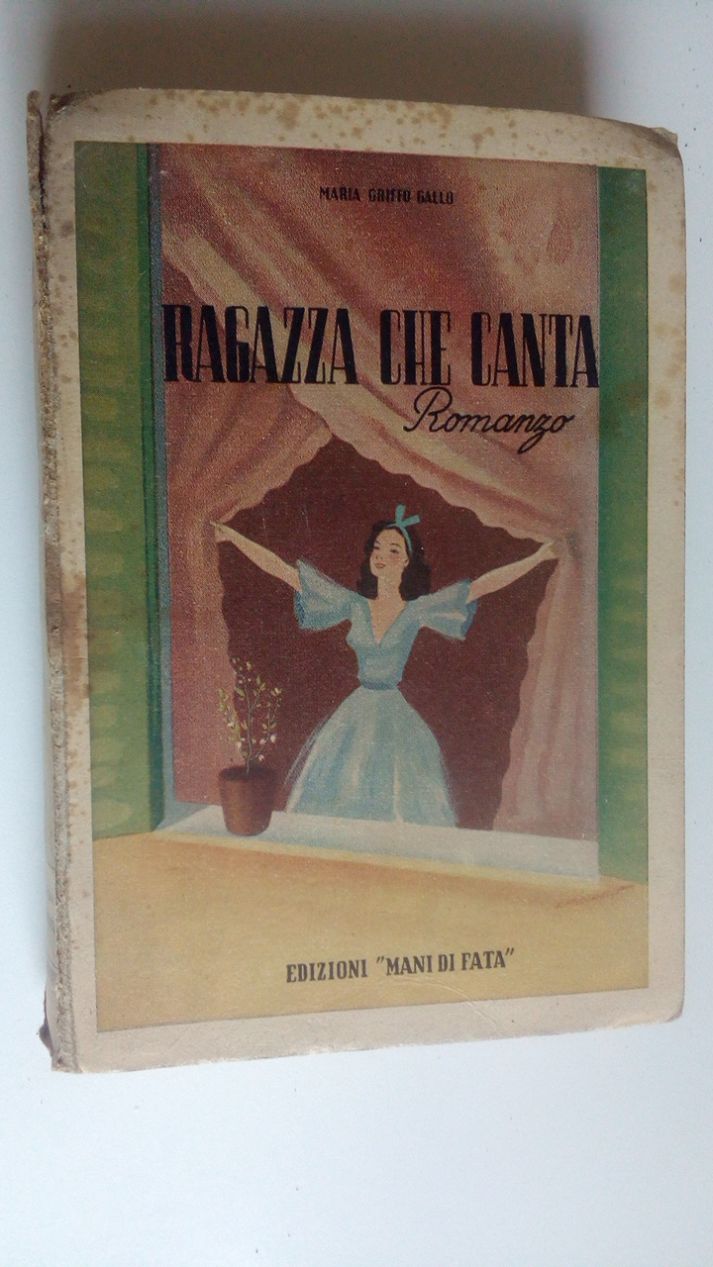 MARIA GRIFFO GALLO
RAGAZZA CHE CANTA
Romanzo
EDIZIONI "MANI DI FATA"